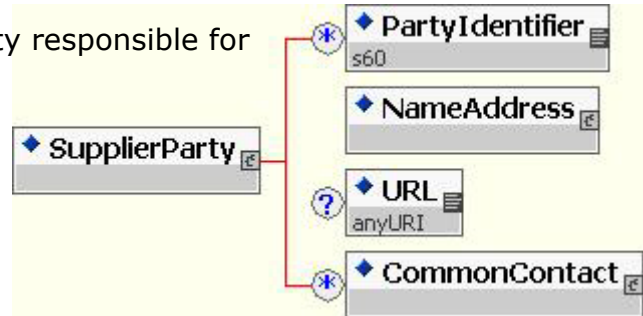 ty responsible for
* PartyIdentifier
s60
NameAddress
SupplierParty
? URL
anyURI
* CommonContact